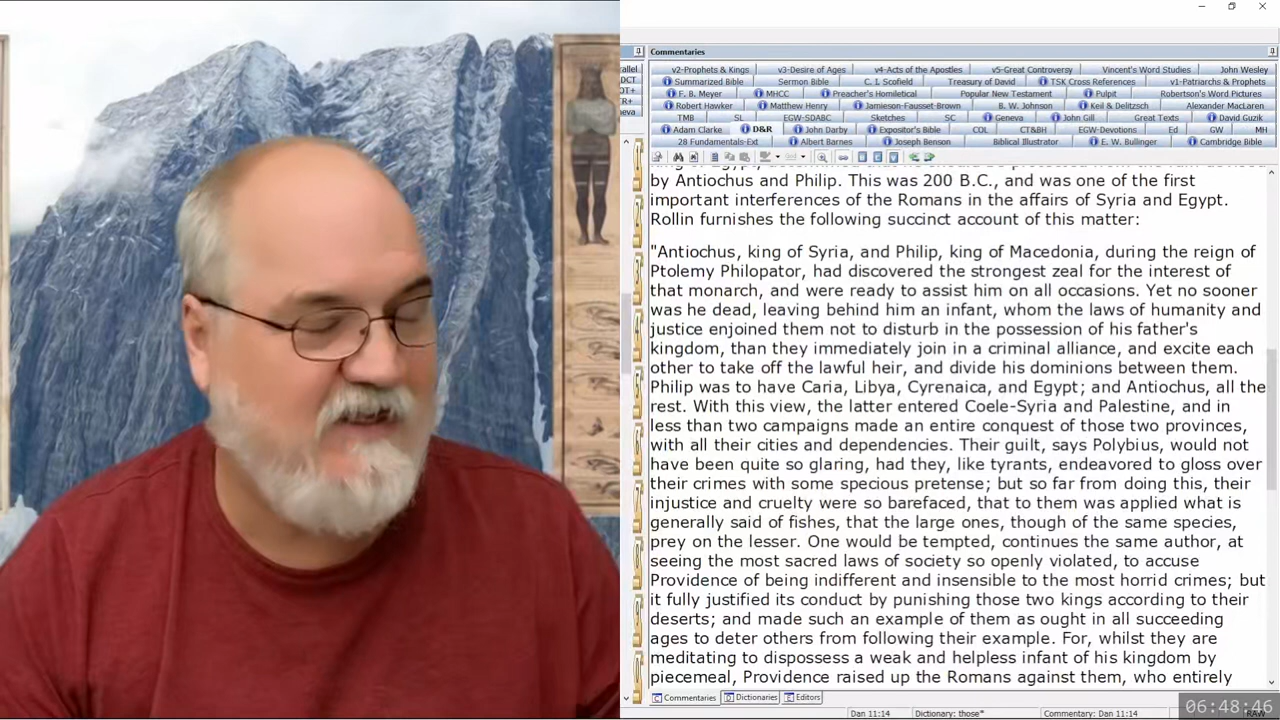 Commentaries
v2-Prophets & Kings v3-Desire of Ages v4-Acts of the Apostles v5-Great Controversy Vincent's Word Studies John Wesley
Summarized Bible Sermon Bible C. I. Scofield Treasury of David TSK Cross References v1-Patriarchs & Prophets
F. B. Meyer MHCC Preacher's Homiletical Popular New Testament Pulpit Robertson's Word Pictures
Robert Hawker Matthew Henry Jamieson-Fausset-Brown B. W. Johnson Keil & Delitzsch Alexander MacLaren
TMB SL EGW-SDABC Sketches SC Geneva John Gill Great Texts David Guzik
Adam Clarke D&R John Darby Expositor's Bible COL CT&BH EGW-Devotions Ed GW MH
28 Fundamentals-Ext Albert Barnes Joseph Benson Biblical Illustrator E. W. Bullinger Cambridge Bible
by Antiochus and Philip. This was 200 B.C., and was one of the first
important interferences of the Romans in the affairs of Syria and Egypt.
Rollin furnishes the following succinct account of this matter:
"Antiochus, king of Syria, and Philip, king of Macedonia, during the reign of
Ptolemy Philopator, had discovered the strongest zeal for the interest of
that monarch, and were ready to assist him on all occasions. Yet no sooner
was he dead, leaving behind him an infant, whom the laws of humanity and
justice enjoined them not to disturb in the possession of his father's
kingdom, than they immediately join in a criminal alliance, and excite each
other to take off the lawful heir, and divide his dominions between them.
Philip was to have Caria, Libya, Cyrenaica, and Egypt; and Antiochus, all the
rest. With this view, the latter entered Coele-Syria and Palestine, and in
less than two campaigns made an entire conquest of those two provinces,
with all their cities and dependencies. Their guilt, says Polybius, would not
have been quite so glaring, had they, like tyrants, endeavored to gloss over
their crimes with some specious pretense; but so far from doing this, their
injustice and cruelty were so barefaced, that to them was applied what is
generally said of fishes, that the large ones, though of the same species,
prey on the lesser. One would be tempted, continues the same author, at
seeing the most sacred laws of society so openly violated, to accuse
Providence of being indifferent and insensible to the most horrid crimes; but
it fully justified its conduct by punishing those two kings according to their
deserts; and made such an example of them as ought in all succeeding
ages to deter others from following their example. For, whilst they are
meditating to dispossess a weak and helpless infant of his kingdom by
piecemeal, Providence raised up the Romans against them, who entirely
Commentaries Dictionaries Editors
Dan 11:14 Dictionary: those* Commentary: Dan 11:14
06:48:46